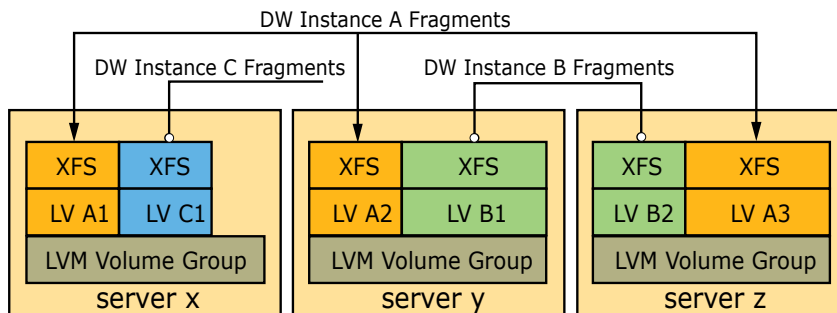 DW Instance A Fragments
DW Instance C Fragments DW Instance B Fragments
XFS XFS XFS XFS XFS XFS
LV A1 LV C1 LV A2 LV B1 LV B2 LV A3
LVM Volume Group LVM Volume Group LVM Volume Group
server x server y server z